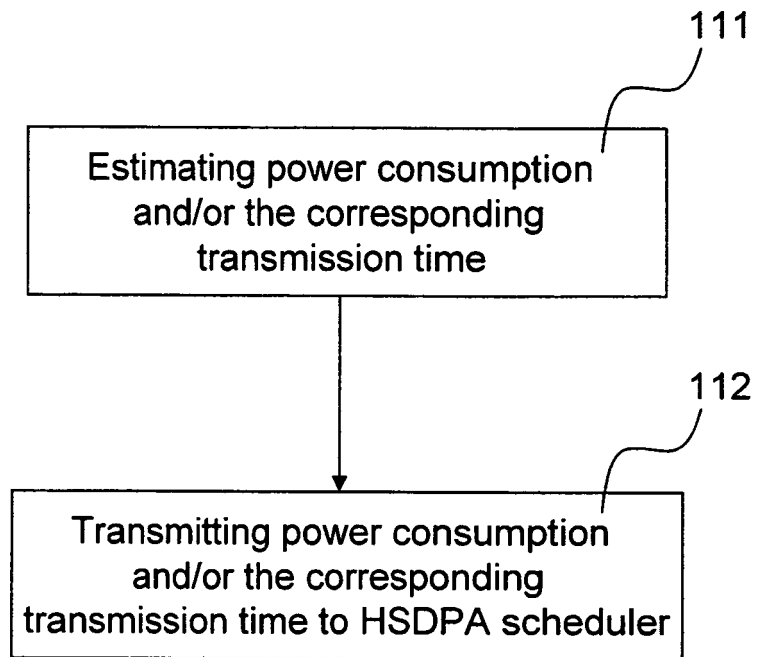 111
Estimating power consumption
and/or the corresponding
transmission time
112
Transmitting power consumption
and/or the corresponding
transmission time to HSDPA scheduler